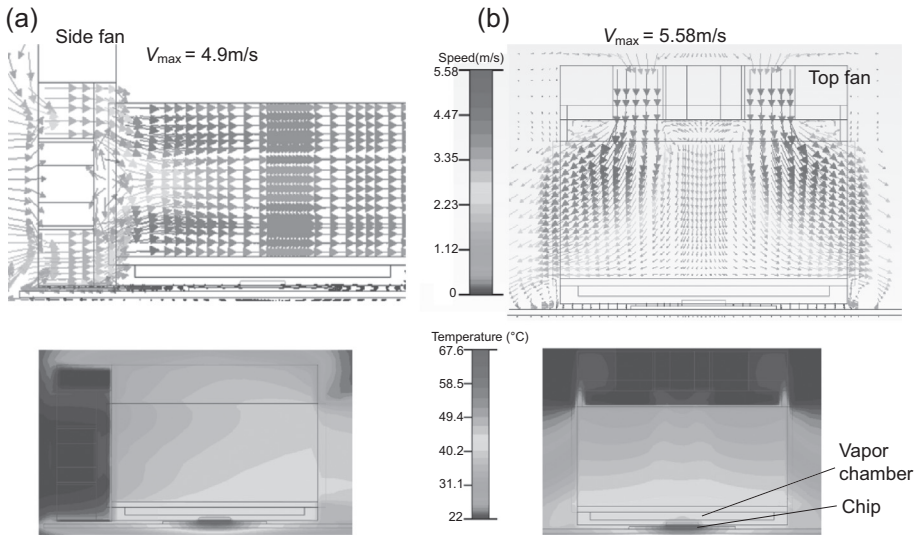 (a)
Side fan
Vmax = 4.9m/s
(b)
Vmax = 5.58m/s
Top fan
Speed(m/s)
5.58
4.47
3.35
2.23
1.12
0
Temperature (°C)
67.6
58.5
49.4
40.2
31.1
22
Vapor
chamber
Chip